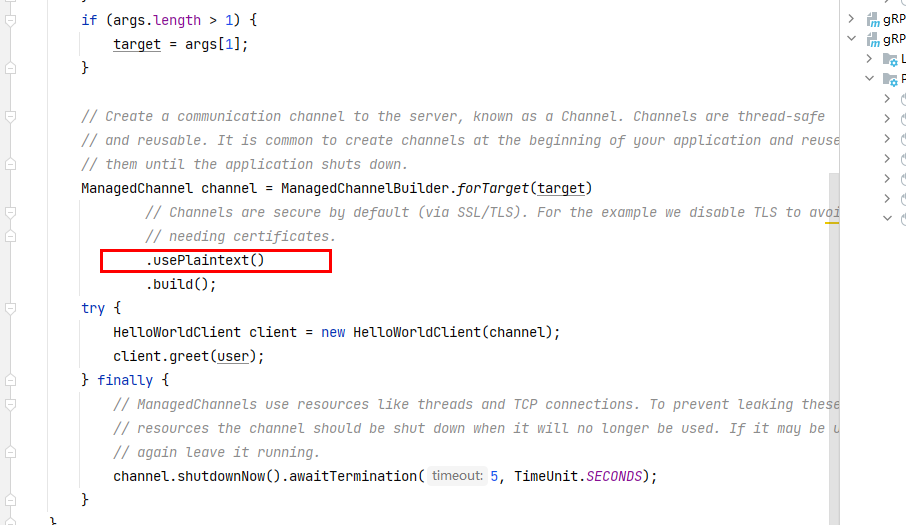 if (args.length > 1) {
target = args[1];
}
// Create a communication channel to the server, known as a Channel. Channels are thread-safe
// and reusable. It is common to create channels at the beginning of your application and reuse
// them until the application shuts down.
ManagedChannel channel = ManagedChannelBuilder.forTarget(target)
// Channels are secure by default (via SSL/TLS). For the example we disable TLS to avoi
// needing certificates.
.usePlaintext()
.build();
try {
HelloWorldClient client = new HelloWorldClient(channel);
client.greet(user);
} finally {
// ManagedChannels use resources like threads and TCP connections. To prevent leaking these
// resources the channel should be shut down when it will no longer be used. If it may be u
// again leave it running.
channel.shutdownNow().awaitTermination( timeout: 5, TimeUnit.SECONDS);
}
}
gRP
gRP
L
P